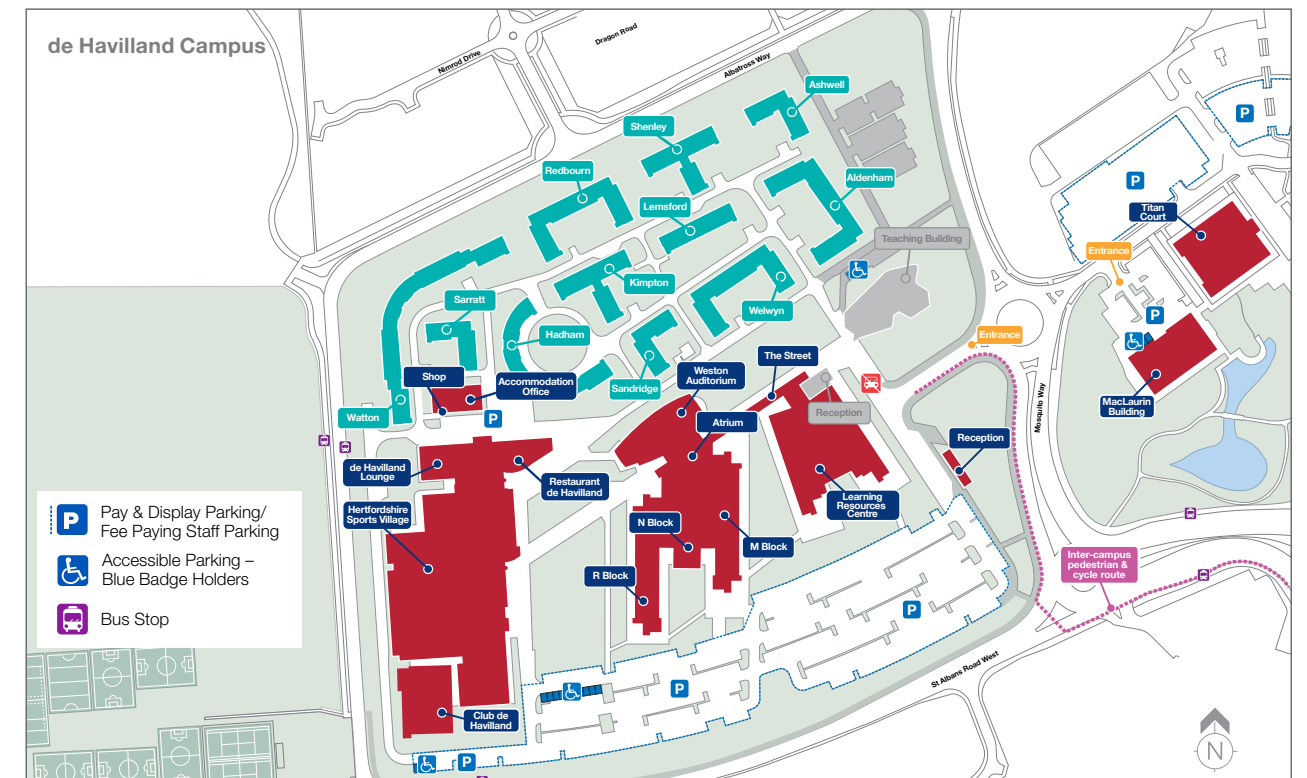 de Havilland Campus
Nimrod Drive
Dragon Road
Albatross Way
Ashwell
P
Shenley
Redbourn
Aldenham
P
Lemsford
Titan
Court
Teaching Building
Entrance
Kimpton
Sarratt
Welwyn
P
Hadham
Entrance
The Street
Weston
Auditorium
Shop
Accommodation
Office
Sandridge
Mosquito Way
MacLaurin
Building
Watton
P
Reception
Atrium
Reception
de Havilland
Lounge
Restaurant
de Havilland
Learning
Resources
Centre
Hertfordshire
Sports Village
N Block
M Block
R Block
Inter-campus
pedestrian &
cycle route
P
P
St Albans Road West
Club de
Havilland
P
P
Pay & Display Parking/
Fee Paying Staff Parking
Accessible Parking –
Blue Badge Holders
Bus Stop
N